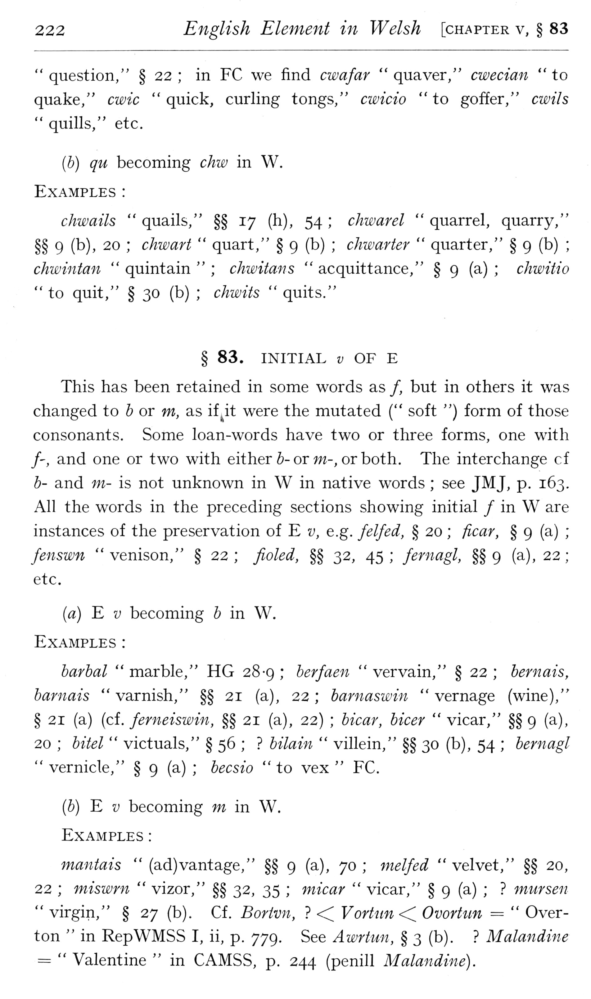 222 English Element in Welsh [CHAPTER V, § 83
“ question,” § 22 ; in FC we find cwafar “ quaver,” cwecian “ to
quake,” cwic “ quick, curling tongs,” cwicio “ to goffer,” cwils
“ quills,” etc.
(b) qu becoming chw in W.
EXAMPLES :
chwails “ quails,” §§ 17 (h), 54 ; chwarel “ quarrel, quarry,”
§§ 9 (b), 20 ; chwart “ quart,” § 9 (b) ; chwarter “ quarter,” § 9 (b) ;
chwintan “ quintain ” ; chwitans “ acquittance,” § 9 (a) ; chwitio
“ to quit,” § 30 (b) ; chwits “ quits.”
§ 83. INITIAL v OF E
This has been retained in some words as f, but in others it was
changed to b or m, as if it were the mutated (“ soft ”) form of those
consonants. Some loan-words have two or three forms, one with
f-, and one or two with either b- or m-, or both. The interchange cf
b- and m- is not unknown in W in native words ; see JMJ, p. 163.
All the words in the preceding sections showing initial f in W are
instances of the preservation of E v, e.g. felfed, § 20 ; ficar, § 9 (a) ;
fenswn “ venison,” § 22 ; fioled, §§ 32, 45 ; fernagl, §§ 9 (a), 22 ;
etc.
(a) E v becoming b in W.
EXAMPLES :
barbal “ marble,” HG 28·9 ; berfaen “ vervain,” § 22 ; bernais,
barnais “ varnish,” §§ 21 (a), 22 ; barnaswin “ vernage (wine),”
§ 21 (a) (cf. ferneiswin, §§ 21 (a), 22) ; bicar, bicer “ vicar,” §§ 9 (a),
20 ; bitel “ victuals,” § 56 ; ? bilain “ villein,” §§ 30 (b), 54 ; bernagl
“ vernicle,” § 9 (a) ; becsio “ to vex ” FC.
(b) E v becoming m in W.
EXAMPLES :
mantais “ (ad)vantage,” §§ 9 (a), 70 ; melfed “ velvet,” §§ 20,
22 ; miswrn “ vizor,” §§ 32, 35 ; micar “ vicar,” § 9 (a) ; ? mursen
“ virgin,” § 27 (b). Cf. Bortvn, ? < Vortun < Ovortun = “ Over-
ton ” in RepWMSS I, ii, p. 779. See Awrtun, § 3 (b). ? Malandine
= “ Valentine ” in CAMSS, p. 244 (penill Malandine).